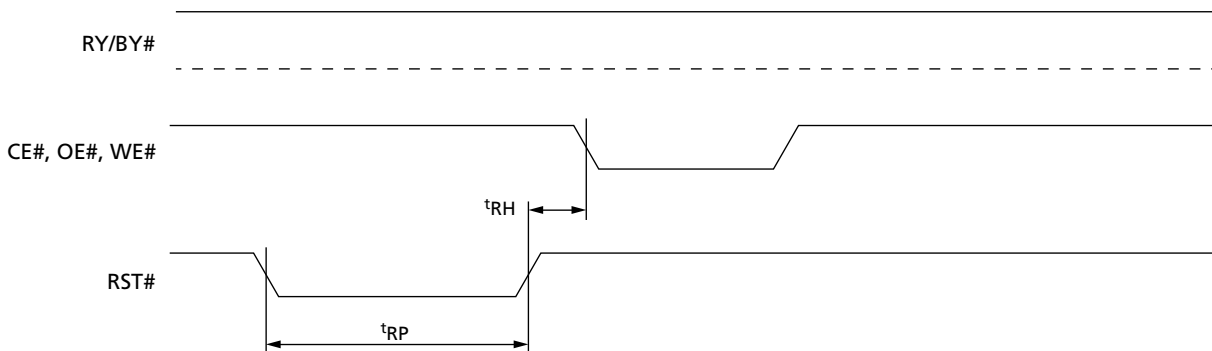 RY/BY#
CE#, OE#, WE#
tRH
RST#
tRP